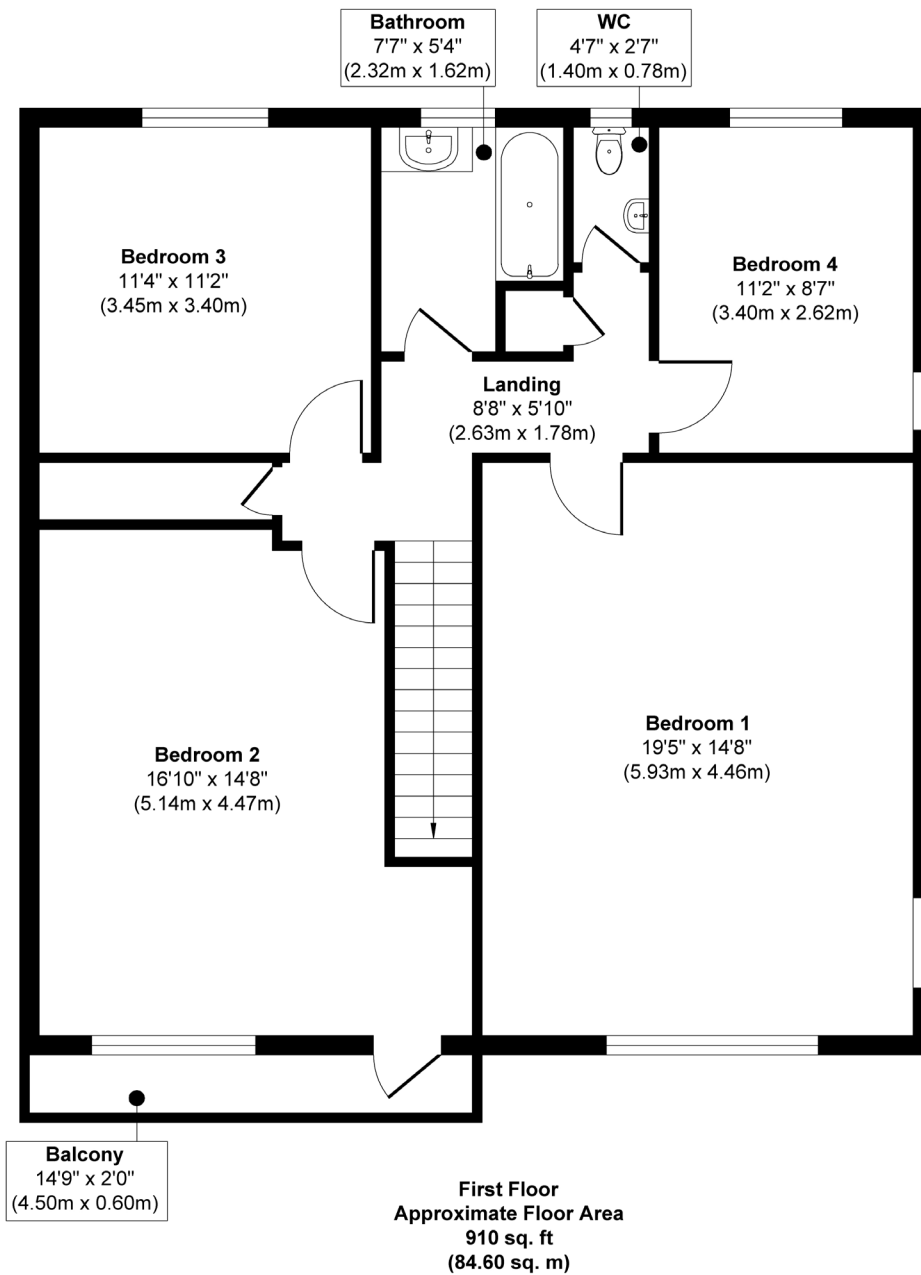 Bathroom
7'7" x 5'4"
(2.32m x 1.62m)
WC
4'7" x 2'7"
(1.40m x 0.78m)
Bedroom 3
11'4" x 11'2"
(3.45m x 3.40m)
Bedroom 4
11'2" x 8'7"
(3.40m x 2.62m)
Landing
8'8" x 5'10"
(2.63m x 1.78m)
Bedroom 2
16'10" x 14'8"
(5.14m x 4.47m)
Bedroom 1
19'5" x 14'8"
(5.93m x 4.46m)
Balcony
14'9" x 2'0"
(4.50m x 0.60m)
First Floor
Approximate Floor Area
910 sq. ft
(84.60 sq. m)